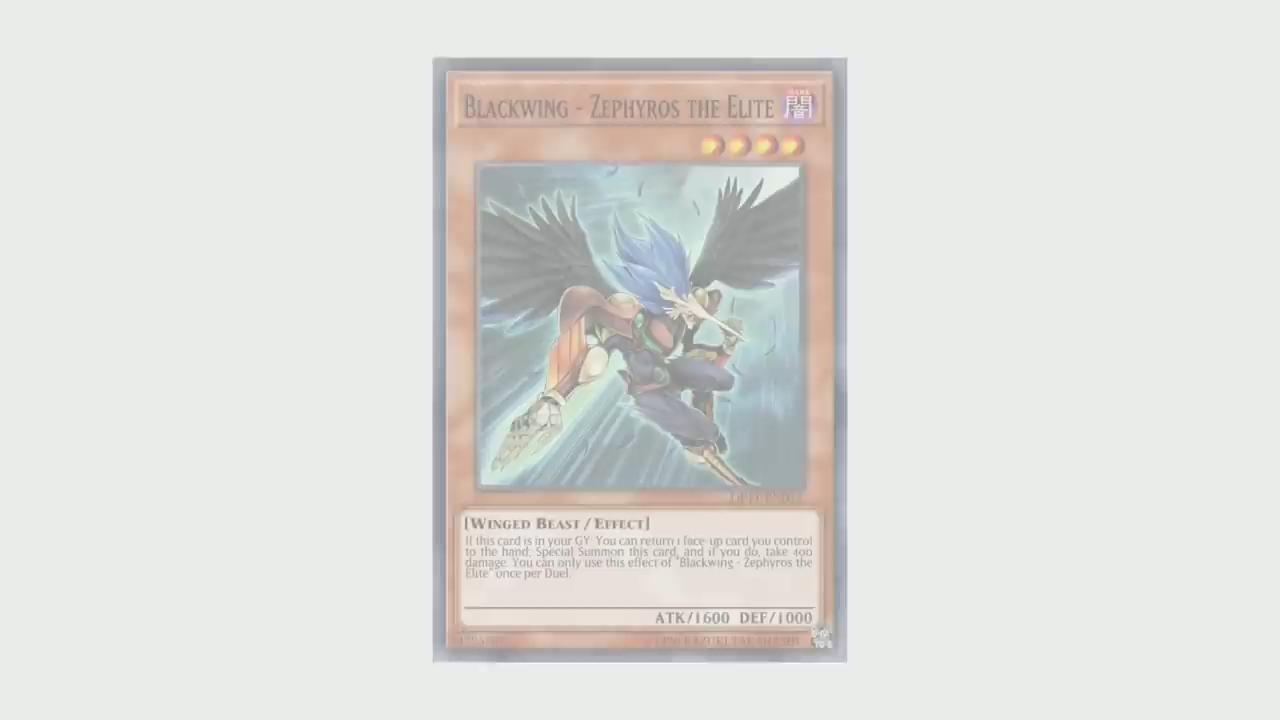 BLACKWING - ZEPHYROS THE ELITE
DARK
闇
[WINGED BEAST / EFFECT]
If this card is in your GY: You can return 1 face-up card you control
to the hand; Special Summon this card, and if you do, take 400
damage. You can only use this effect of "Blackwing - Zephyros the
Elite" once per Duel.
ATK/1600 DEF/1000